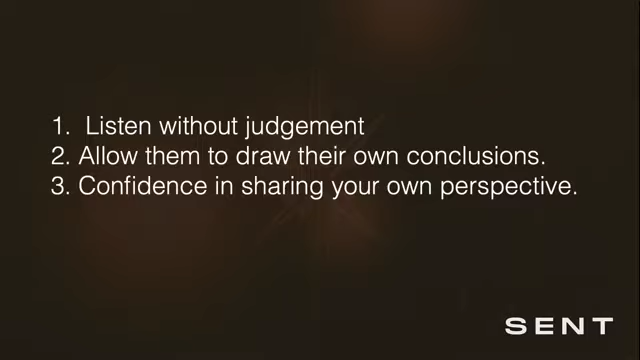 1. Listen without judgement
2. Allow them to draw their own conclusions.
3. Confidence in sharing your own perspective.
SENT